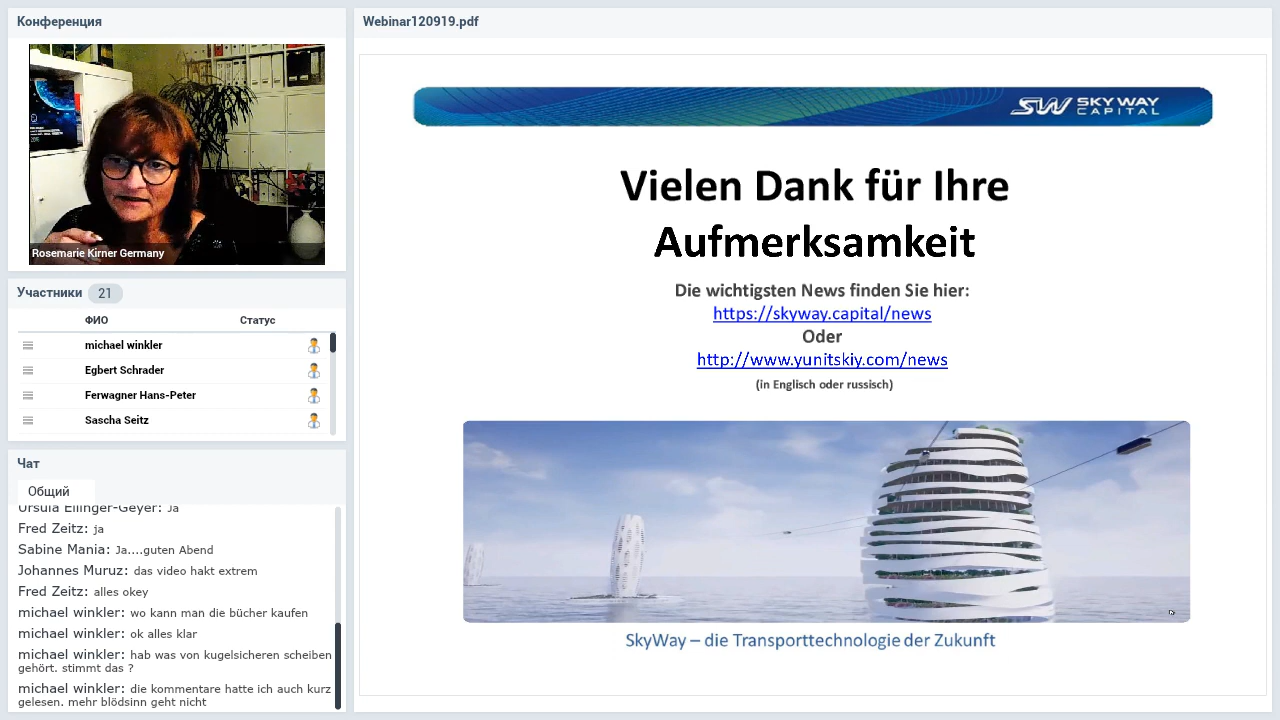 Конференция
Rosemarie Kirner Germany
Участники 21
ФИО Статус
michael winkler
Egbert Schrader
Ferwagner Hans-Peter
Sascha Seitz
Чат
Общий
Ursula Ellinger-Geyer: Ja
Fred Zeitz: ja
Sabine Mania: Ja....guten Abend
Johannes Muruz: das video hakt extrem
Fred Zeitz: alles okey
michael winkler: wo kann man die bücher kaufen
michael winkler: ok alles klar
michael winkler: hab was von kugelsicheren scheiben
gehört. stimmt das ?
michael winkler: die kommentare hatte ich auch kurz
gelesen. mehr blödsinn geht nicht
Webinar120919.pdf
SW SKY WAY
CAPITAL
Vielen Dank für Ihre
Aufmerksamkeit
Die wichtigsten News finden Sie hier:
https://skyway.capital/news
Oder
http://www.yunitskiy.com/news
(in Englisch oder russisch)
SkyWay – die Transporttechnologie der Zukunft